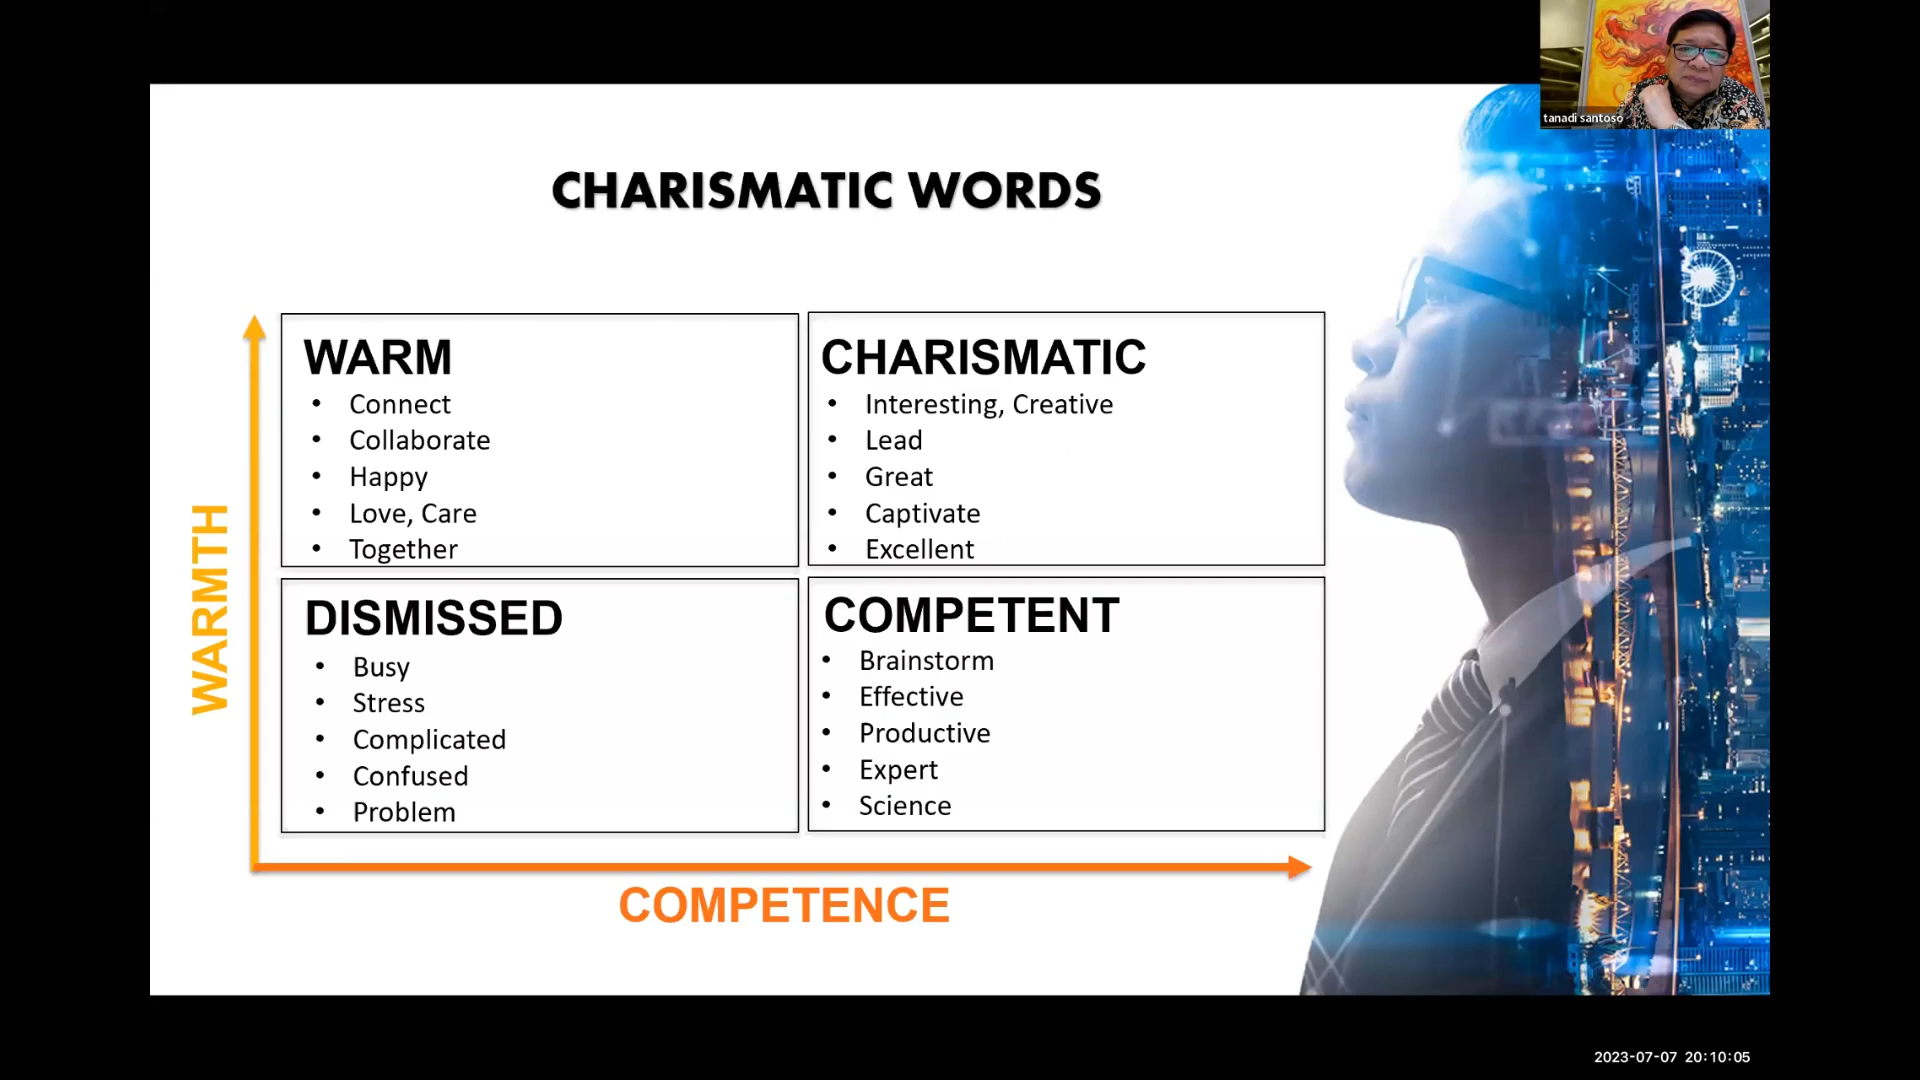 tanadi santoso
CHARISMATIC WORDS
WARMTH
WARM
• Connect
• Collaborate
• Happy
• Love, Care
• Together
CHARISMATIC
• Interesting, Creative
• Lead
• Great
• Captivate
• Excellent
DISMISSED
• Busy
• Stress
• Complicated
• Confused
• Problem
COMPETENT
• Brainstorm
• Effective
• Productive
• Expert
• Science
COMPETENCE
2023-07-07 20:10:05